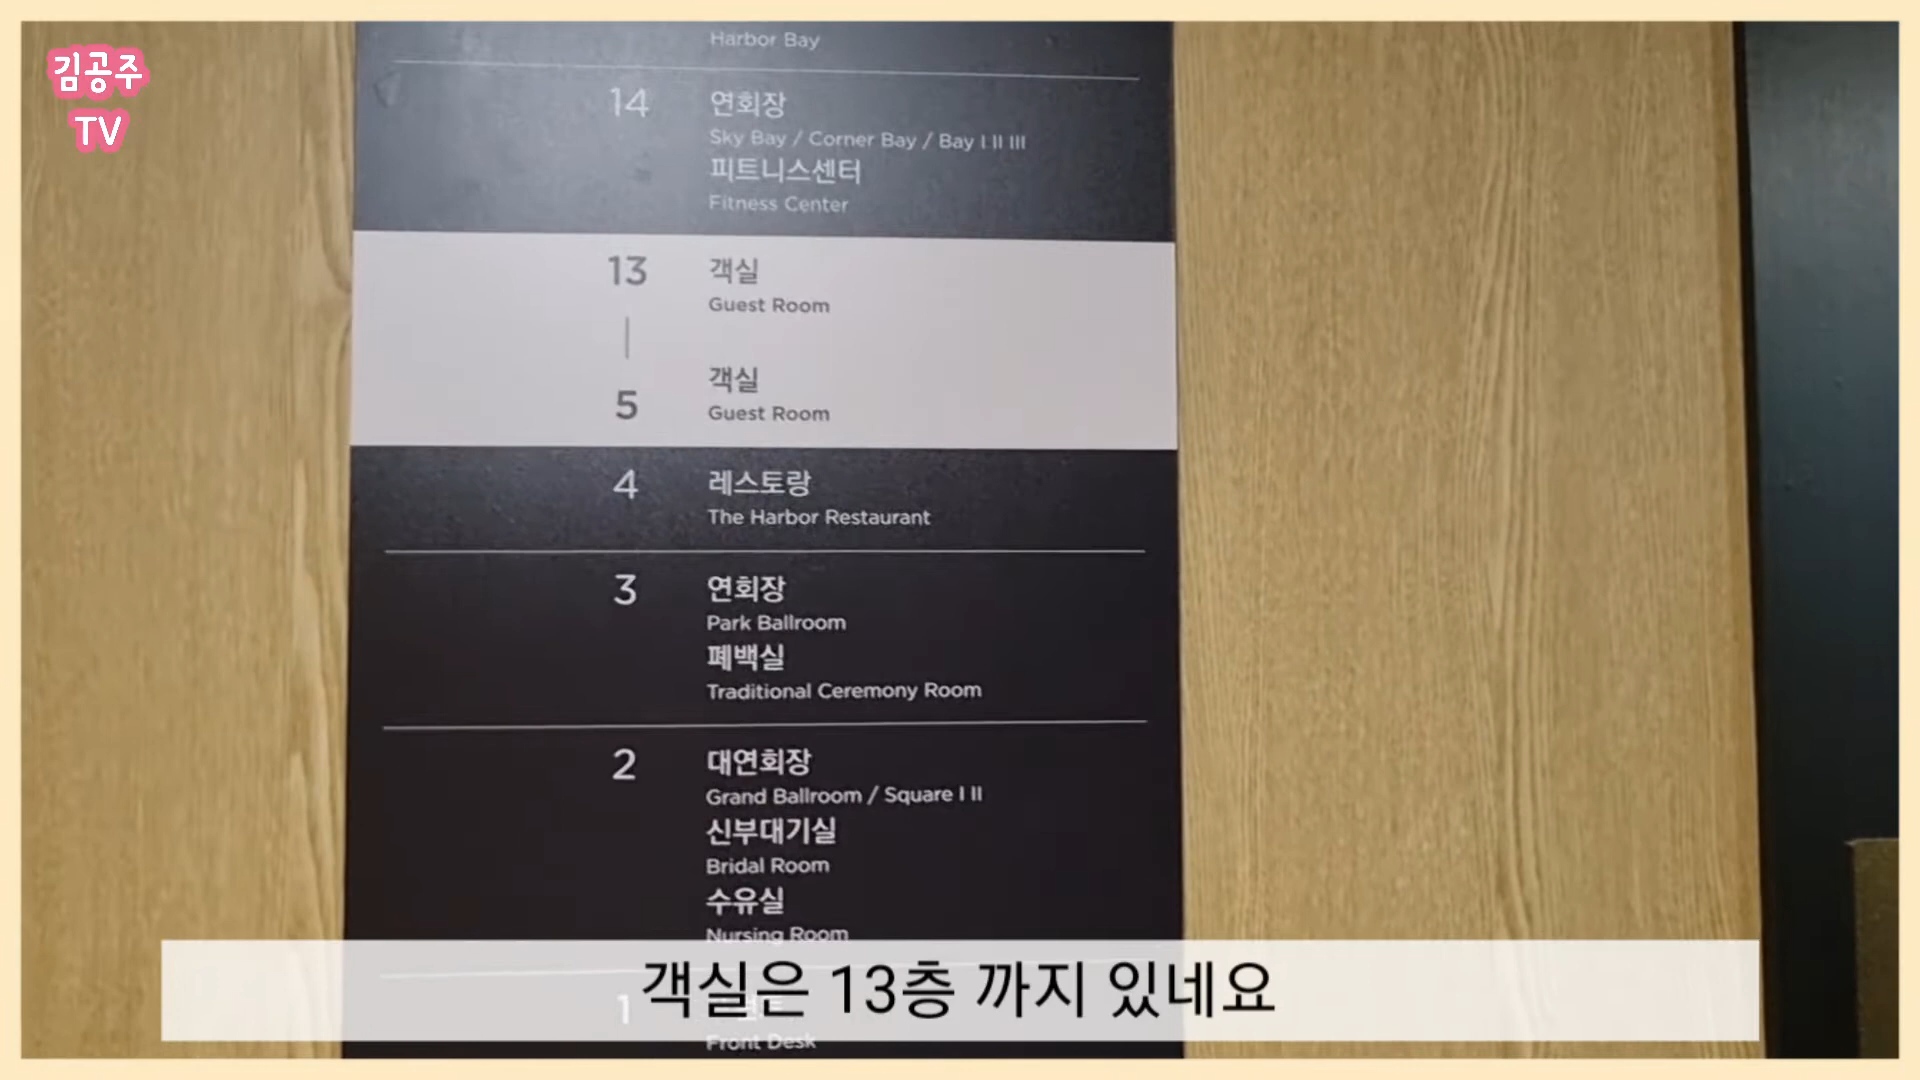 김공주
TV
Harbor Bay
14 연회장
Sky Bay / Corner Bay / Bay I II III
피트니스센터
Fitness Center
13 객실
Guest Room
객실
5 Guest Room
4 레스토랑
The Harbor Restaurant
3 연회장
Park Ballroom
폐백실
Traditional Ceremony Room
2 대연회장
Grand Ballroom / Square I II
신부대기실
Bridal Room
수유실
Nursing Room
1
Front Desk
객실은 13층 까지 있네요